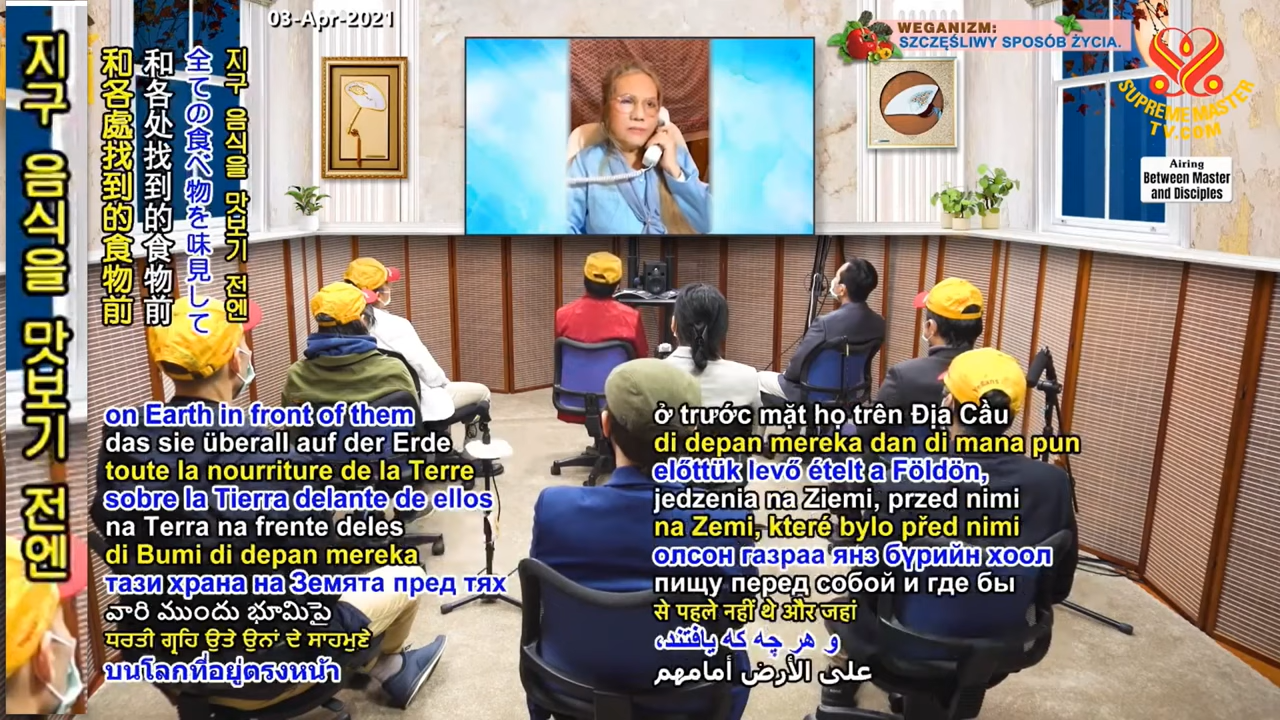 03-Apr-2021
WEGANIZM:
SZCZĘŚLIWY SPOSÓB ŻYCIA.
SUPREME MASTER
TV.COM
Airing
Between Master
and Disciples
지구 음식을 맛보기 전엔
和各處找到的食物前
和各处找到的食物前
全ての食べ物を味見して
지구 음식을 맛보기 전엔
on Earth in front of them
das sie überall auf der Erde
toute la nourriture de la Terre
sobre la Tierra delante de ellos
na Terra na frente deles
di Bumi di depan mereka
тази храна на Земята пред тях
వారి ముందు భూమిపై
ਧਰਤੀ ਗ੍ਰਹਿ ਉਤੇ ਉਨਾਂ ਦੇ ਸਾਹਮੁਣੇ
บนโลกที่อยู่ตรงหน้า
ở trước mặt họ trên Địa Cầu
di depan mereka dan di mana pun
előttük levő ételt a Földön,
jedzenia na Ziemi, przed nimi
na Zemi, které bylo před nimi
олсон газраа янз бүрийн хоол
пищу перед собой и где бы
से पहले नहीं थे और जहां
و هر چه که یافتند،
على الأرض أمامهم